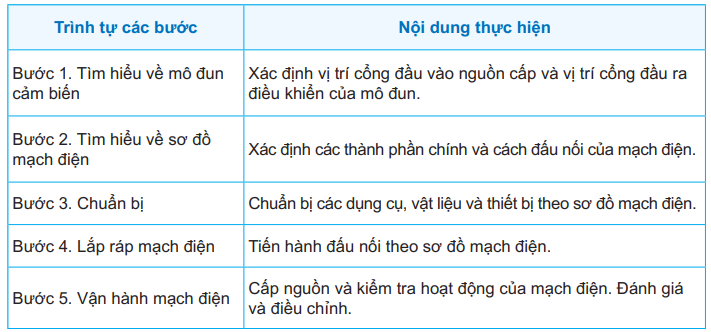 Trình tự các bước
Nội dung thực hiện
Bước 1. Tìm hiểu về mô đun
cảm biến
Xác định vị trí cổng đầu vào nguồn cấp và vị trí cổng đầu ra
điều khiển của mô đun.
Bước 2. Tìm hiểu về sơ đồ
mạch điện
Xác định các thành phần chính và cách đấu nối của mạch điện.
Bước 3. Chuẩn bị
Chuẩn bị các dụng cụ, vật liệu và thiết bị theo sơ đồ mạch điện.
Bước 4. Lắp ráp mạch điện
Tiến hành đấu nối theo sơ đồ mạch điện.
Bước 5. Vận hành mạch điện
Cấp nguồn và kiểm tra hoạt động của mạch điện. Đánh giá
và điều chỉnh.